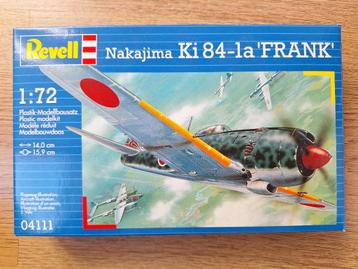 Revell
Nakajima Ki 84-1a 'FRANK'
1:72
Plastik-Modellbausatz
Plastic modelkit
Modèle réduit
Modelbouwdoos
14,0 cm
15,9 cm
04111